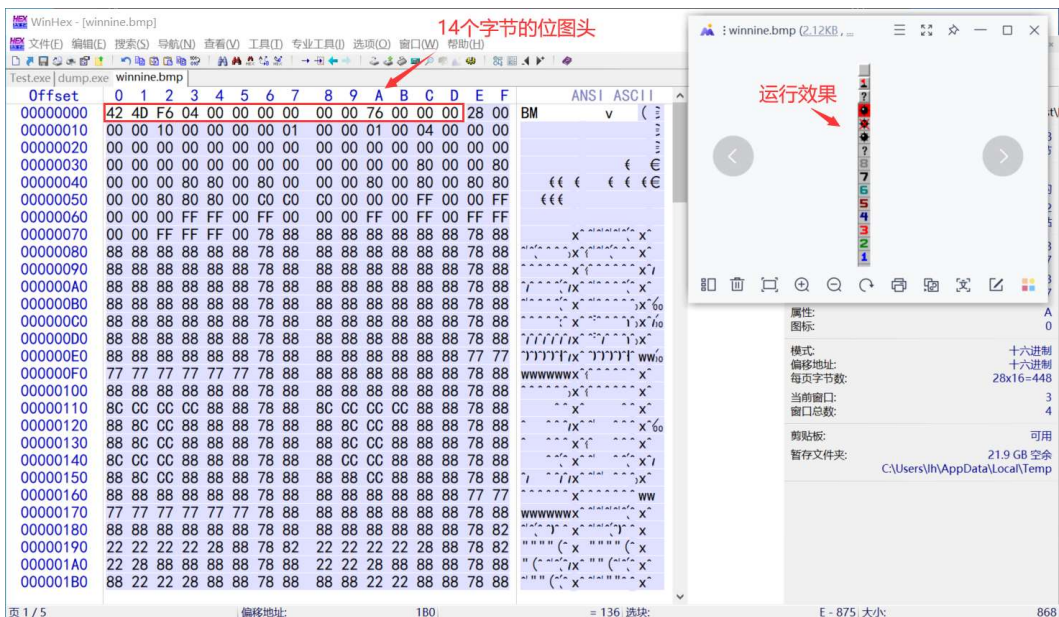 WinHex - [winnine.bmp]
14个字节的位图头
文件(F) 编辑(E) 搜索(S) 导航(N) 查看(V) 工具(T) 专业工具(I) 选项(O) 窗口(W) 帮助(H)
Test.exe dump.exe winnine.bmp
Offset 0 1 2 3 4 5 6 7 8 9 A B C D E F ANSI ASCII
00000000 42 4D F6 04 00 00 00 00 00 00 76 00 00 00 28 00 BM v (
00000010 00 00 10 00 00 00 00 01 00 00 01 00 04 00 00 00
00000020 00 00 00 00 00 00 00 00 00 00 00 00 00 00 00 00
00000030 00 00 00 00 00 00 00 00 00 00 00 00 80 00 00 80 € €
00000040 00 00 00 80 80 00 80 00 00 00 80 00 80 00 80 80 €€ € € € €€
00000050 00 00 80 80 80 00 C0 C0 C0 00 00 00 FF 00 00 FF €€€
00000060 00 00 00 FF FF 00 FF 00 00 00 FF 00 FF 00 FF FF
00000070 00 00 FF FF FF 00 78 88 88 88 88 88 88 88 78 88
00000080 88 88 88 88 88 88 78 88 88 88 88 88 88 88 78 88
00000090 88 88 88 88 88 88 78 88 88 88 88 88 88 88 78 88
000000A0 88 88 88 88 88 88 78 88 88 88 88 88 88 88 78 88
000000B0 88 88 88 88 88 88 78 88 88 88 88 88 88 88 78 88
000000C0 88 88 88 88 88 88 78 88 88 88 88 88 88 88 78 88
000000D0 88 88 88 88 88 88 78 88 88 88 88 88 88 88 78 88
000000E0 88 88 88 88 88 88 78 88 88 88 88 88 88 88 77 77
000000F0 77 77 77 77 77 77 78 88 88 88 88 88 88 88 78 88
00000100 88 88 88 88 88 88 78 88 88 88 88 88 88 88 78 88
00000110 8C CC CC CC 88 88 78 88 8C CC CC CC 88 88 78 88
00000120 88 8C CC 88 88 88 78 88 88 8C CC 88 88 88 78 88
00000130 88 8C CC 88 88 88 78 88 88 8C CC 88 88 88 78 88
00000140 8C CC CC 88 88 88 78 88 88 CC CC 88 88 88 78 88
00000150 88 8C CC 88 88 88 78 88 88 88 CC 88 88 88 78 88
00000160 88 88 88 88 88 88 78 88 88 88 88 88 88 88 77 77
00000170 77 77 77 77 77 77 78 88 88 88 88 88 88 88 78 88
00000180 88 88 88 88 88 88 78 88 88 88 88 88 88 88 78 82
00000190 22 22 22 22 28 88 78 82 22 22 22 22 28 88 78 82
000001A0 22 28 88 88 88 88 78 88 22 22 28 88 88 88 78 88
000001B0 88 22 22 28 88 88 78 88 88 88 22 22 88 88 78 88
winnine.bmp (2.12KB , ...
运行效果
1
?
?
8
7
6
5
4
3
2
1
属性: A
图标: 0
模式: 十六进制
偏移地址: 十六进制
每页字节数: 28x16=448
当前窗口: 3
窗口总数: 4
剪贴板: 可用
暂存文件夹: 21.9 GB 空余
C:\Users\lh\AppData\Local\Temp
页 1 / 5 偏移地址: 1B0 = 136 选块: E - 875 大小: 868